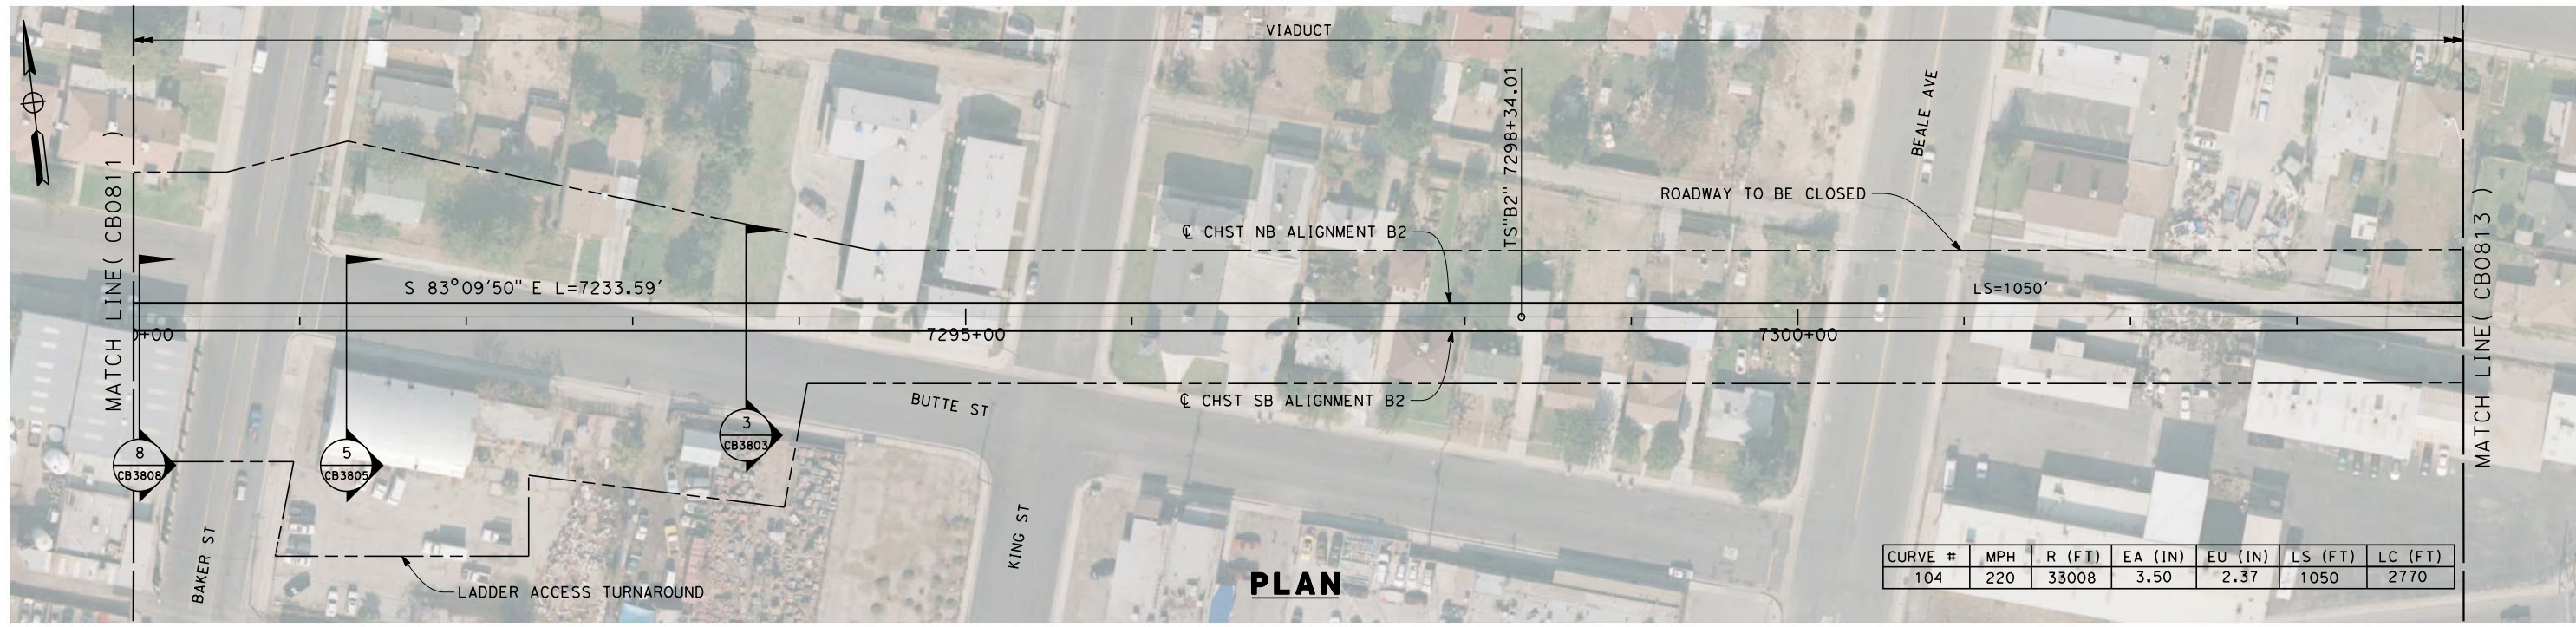 VIADUCT
MATCH LINE( CB0811 )
TS"B2" 7298+34.01
BEALE AVE
ROADWAY TO BE CLOSED
℄ CHST NB ALIGNMENT B2
S 83°09'50" E L=7233.59'
LS=1050'
MATCH LINE( CB0813 )
0+00
7295+00
7300+00
℄ CHST SB ALIGNMENT B2
BUTTE ST
8
CB3808
5
CB3805
3
CB3803
BAKER ST
KING ST
LADDER ACCESS TURNAROUND
PLAN
CURVE # MPH R (FT) EA (IN) EU (IN) LS (FT) LC (FT)
104 220 33008 3.50 2.37 1050 2770